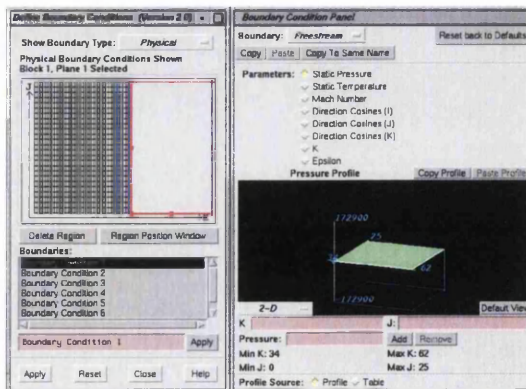 Define Boundary Conditions (Version 2.0)
Show Boundary Type: Physical
Physical Boundary Conditions Shown
Block 1, Plane 1 Selected
J
K
Delete Region
Region Position Window
Boundaries:
Boundary Condition 2
Boundary Condition 3
Boundary Condition 4
Boundary Condition 5
Boundary Condition 6
Boundary Condition 1
Apply
Apply
Reset
Close
Help
Boundary Condition Panel
Boundary: Freestream
Reset back to Defaults
Copy
Paste
Copy To Same Name
Parameters:
Static Pressure
Static Temperature
Mach Number
Direction Cosines (I)
Direction Cosines (J)
Direction Cosines (K)
K
Epsilon
Pressure Profile
Copy Profile
Paste Profile
172900
25
62
172900
2-D
Default View
K
J:
Pressure:
Add
Remove
Min K: 34
Max K: 62
Min J: 0
Max J: 25
Profile Source: Profile Table